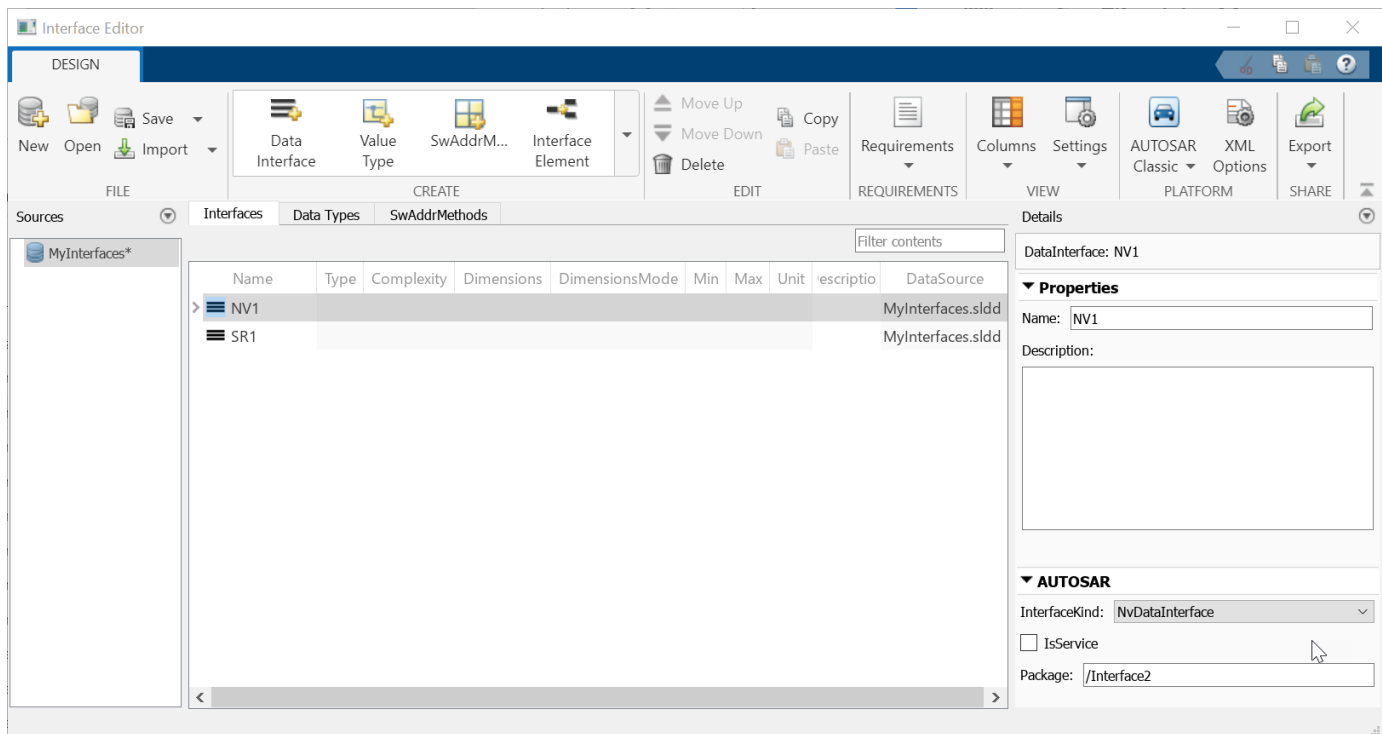 Interface Editor
DESIGN
New
Open
Save
Import
FILE
Data Interface
Value Type
SwAddrM...
Interface Element
CREATE
Move Up
Move Down
Delete
Copy
Paste
EDIT
Requirements
REQUIREMENTS
Columns
Settings
VIEW
AUTOSAR Classic
XML Options
PLATFORM
Export
SHARE
Sources
MyInterfaces*
Interfaces Data Types SwAddrMethods
Filter contents
Name Type Complexity Dimensions DimensionsMode Min Max Unit escriptio DataSource
NV1 MyInterfaces.sldd
SR1 MyInterfaces.sldd
Details
DataInterface: NV1
Properties
Name: NV1
Description:
AUTOSAR
InterfaceKind: NvDataInterface
IsService
Package: /Interface2